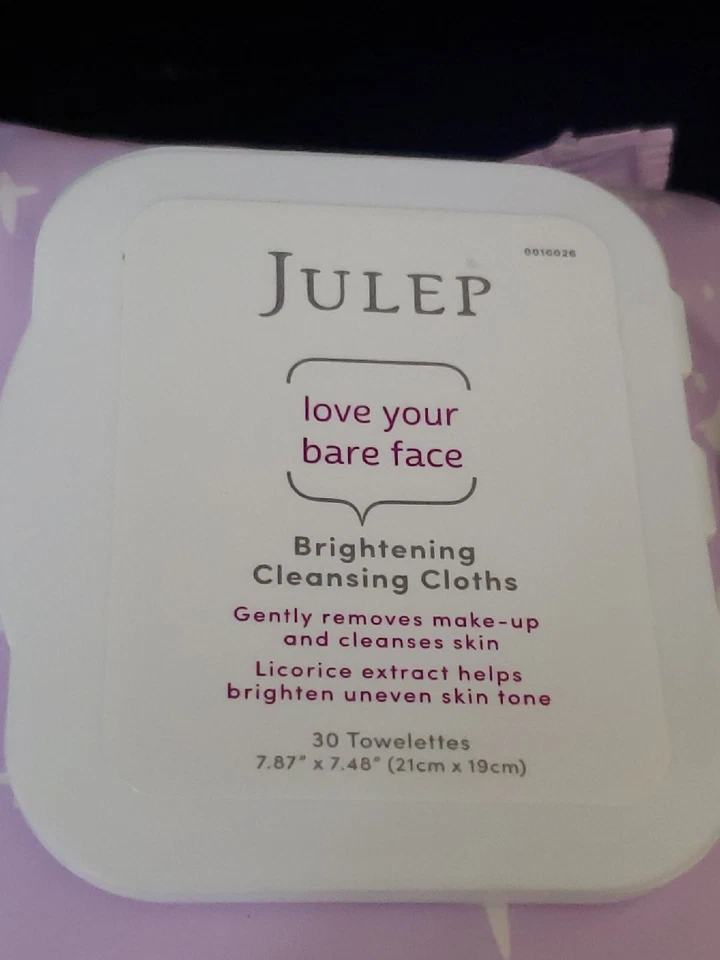 0016026
JULEP
love your
bare face
Brightening
Cleansing Cloths
Gently removes make-up
and cleanses skin
Licorice extract helps
brighten uneven skin tone
30 Towelettes
7.87" x 7.48" (21cm x 19cm)